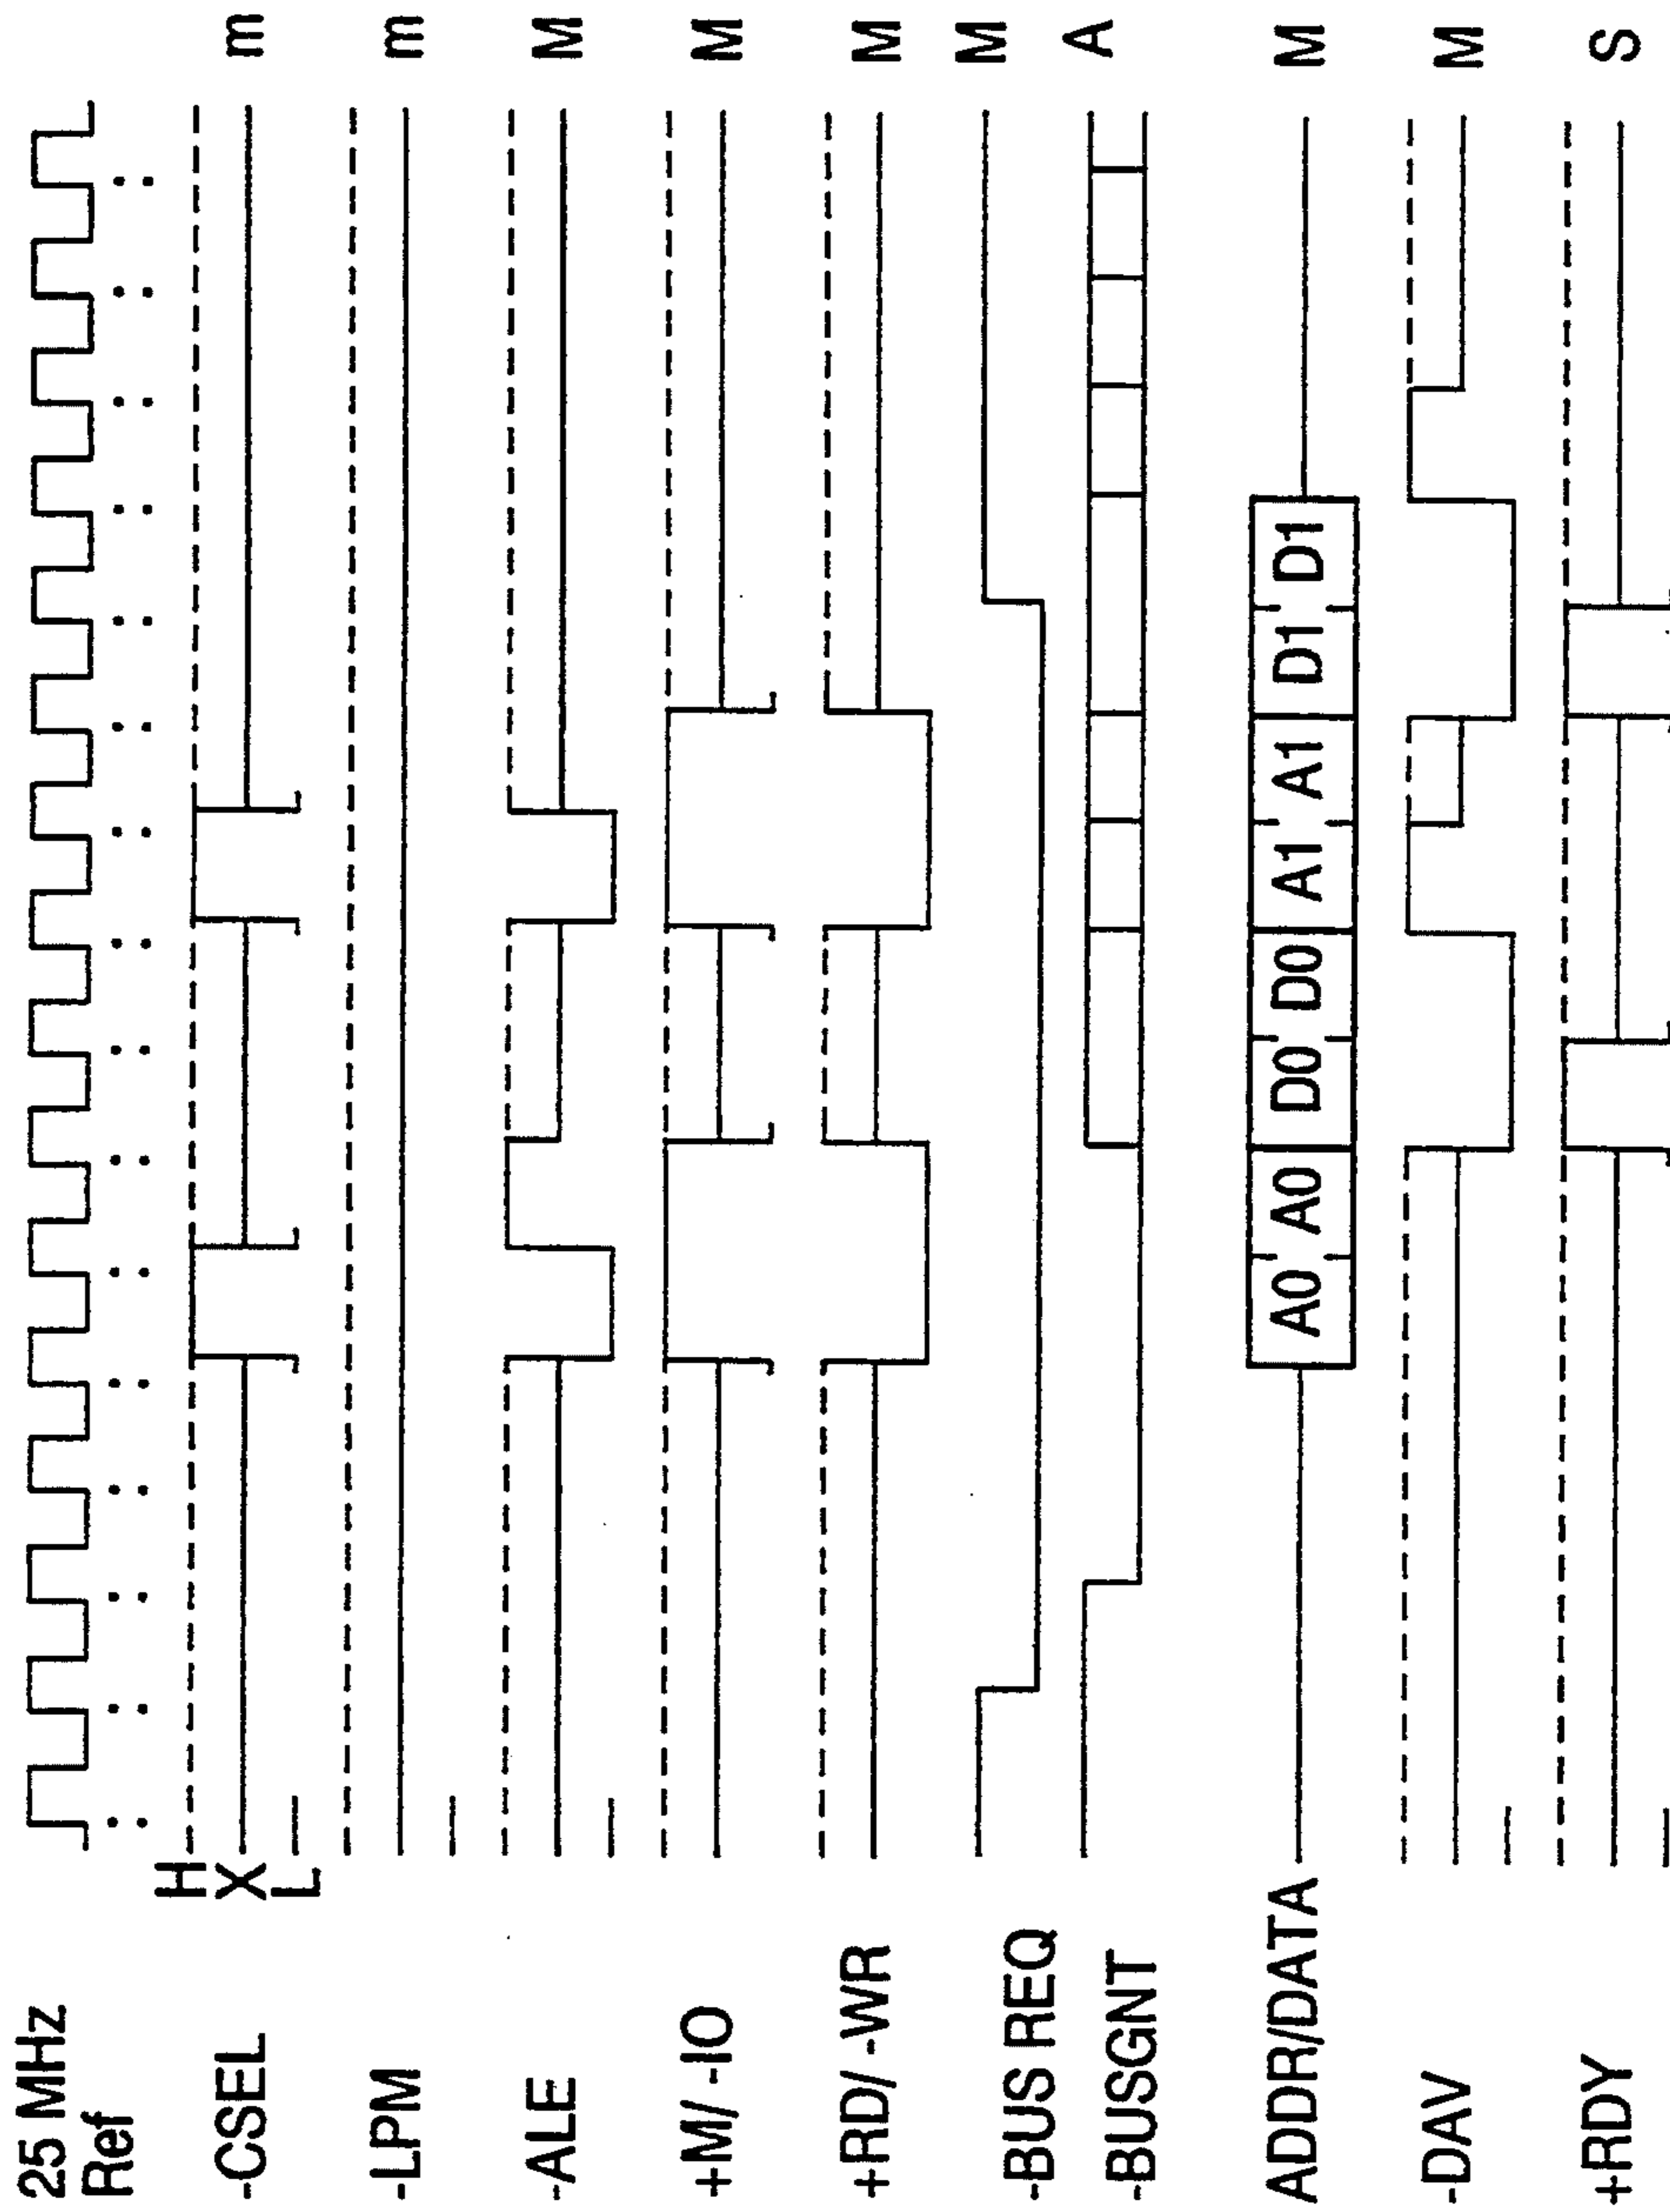 25 MHz
Ref
H
X
L
-CSEL m
-LPM m
-ALE M
+M/ -IO M
+RD/ -WR M
-BUS REQ M
-BUSGNT A
ADDR/DATA A0 A0 D0 D0 A1 A1 D1 D1 M
-DAV M
+RDY S